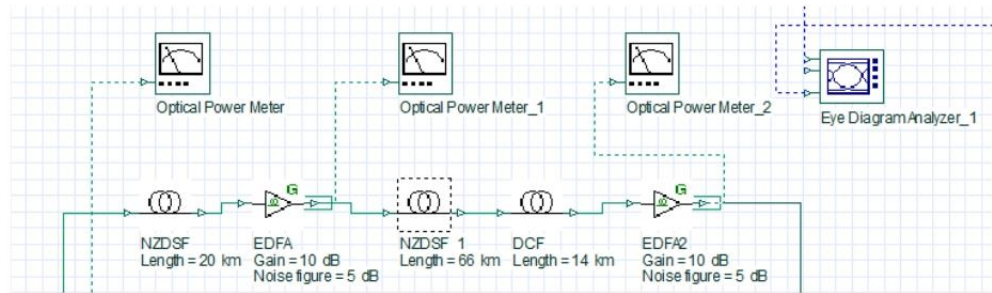 Optical Power Meter
Optical Power Meter_1
Optical Power Meter_2
Eye Diagram Analyzer_1
G
G
NZDSF
Length = 20 km
EDFA
Gain = 10 dB
Noise figure = 5 dB
NZDSF_1
Length = 66 km
DCF
Length = 14 km
EDFA2
Gain = 10 dB
Noise figure = 5 dB